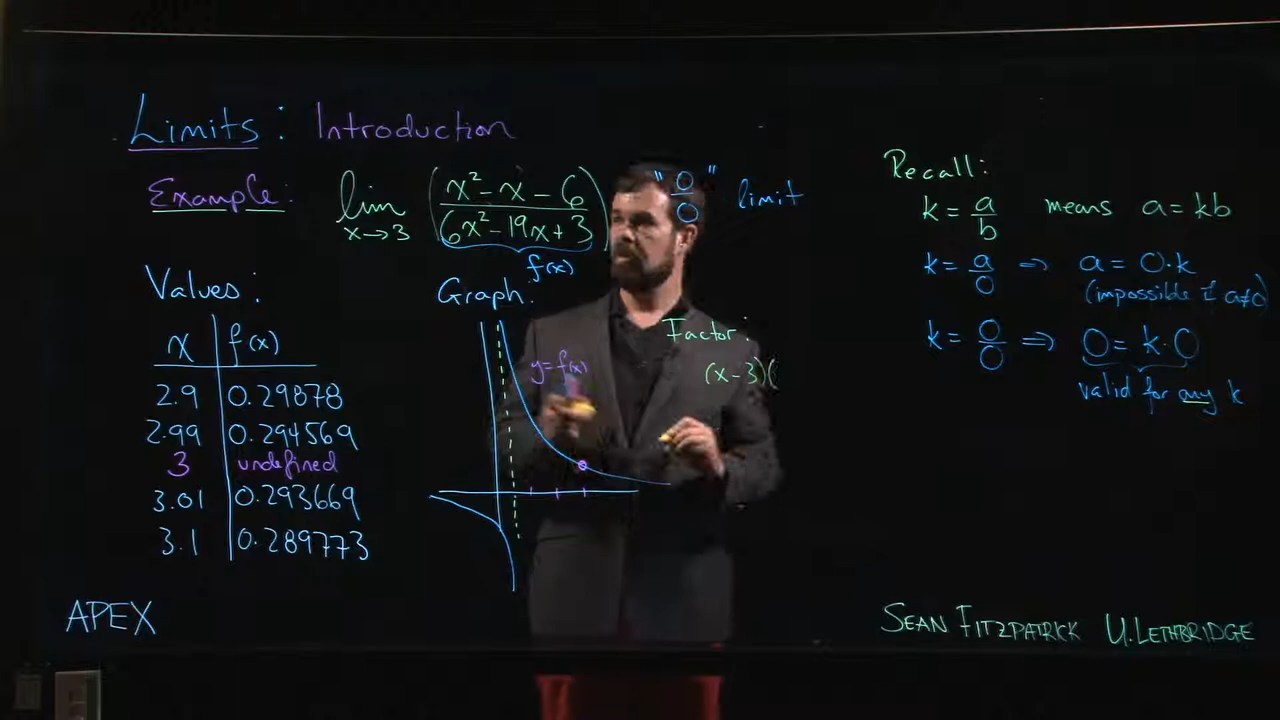 Limits: Introduction
Example: lim x→3 ( x² - x - 6 / 6x² - 19x + 3 ) "0/0" limit
f(x)
Values:
x f(x)
2.9 0.29878
2.99 0.294569
3 undefined
3.01 0.293669
3.1 0.289773
Graph:
y = f(x)
Factor:
(x-3)(
Recall:
k = a/b means a = kb
k = a/0 ⇒ a = 0·k
(impossible if a≠0)
k = 0/0 ⇒ 0 = k·0
valid for any k
APEX
SEAN FITZPATRICK U. LETHBRIDGE